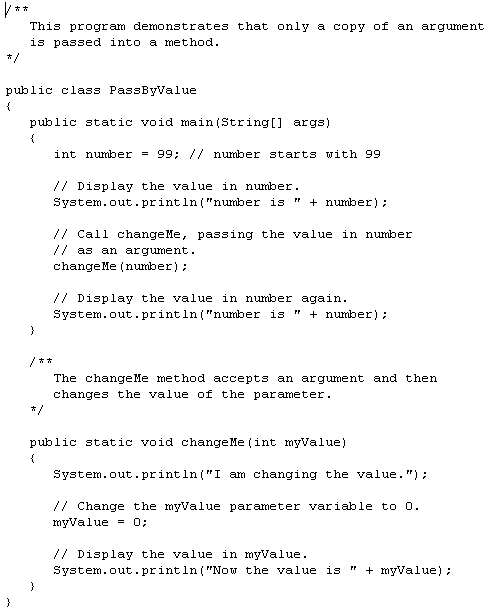 /**
   This program demonstrates that only a copy of an argument
   is passed into a method.
*/

public class PassByValue
{
   public static void main(String[] args)
   {
      int number = 99; // number starts with 99

      // Display the value in number.
      System.out.println("number is " + number);

      // Call changeMe, passing the value in number
      // as an argument.
      changeMe(number);

      // Display the value in number again.
      System.out.println("number is " + number);
   }

   /**
      The changeMe method accepts an argument and then
      changes the value of the parameter.
   */

   public static void changeMe(int myValue)
   {
      System.out.println("I am changing the value.");

      // Change the myValue parameter variable to 0.
      myValue = 0;

      // Display the value in myValue.
      System.out.println("Now the value is " + myValue);
   }
}